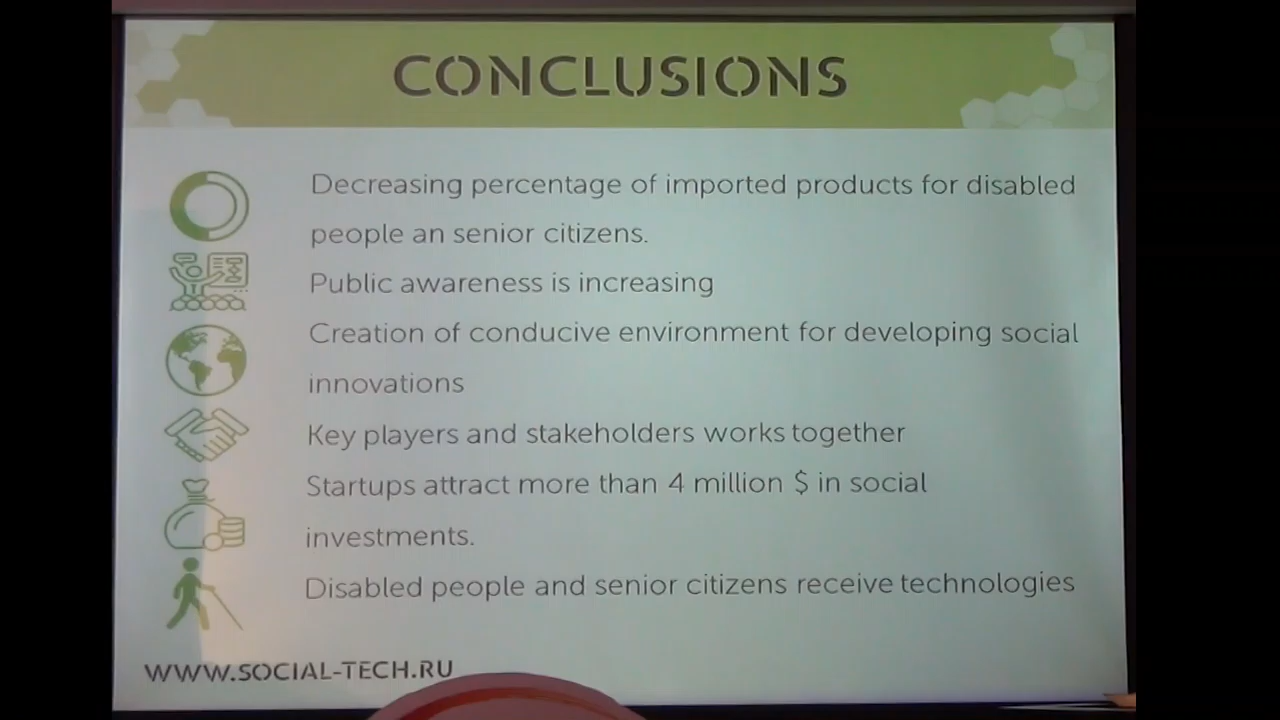 CONCLUSIONS
Decreasing percentage of imported products for disabled
people an senior citizens.
Public awareness is increasing
Creation of conducive environment for developing social
innovations
Key players and stakeholders works together
Startups attract more than 4 million $ in social
investments.
Disabled people and senior citizens receive technologies
WWW.SOCIAL-TECH.RU